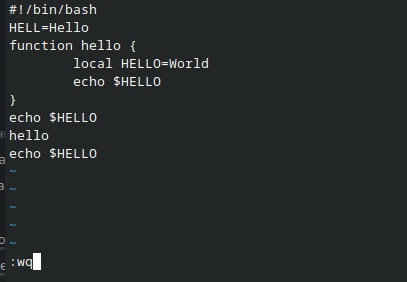 #!/bin/bash
HELL=Hello
function hello {
        local HELLO=World
        echo $HELLO
}
echo $HELLO
hello
echo $HELLO
~
~
~
~
~
:wq